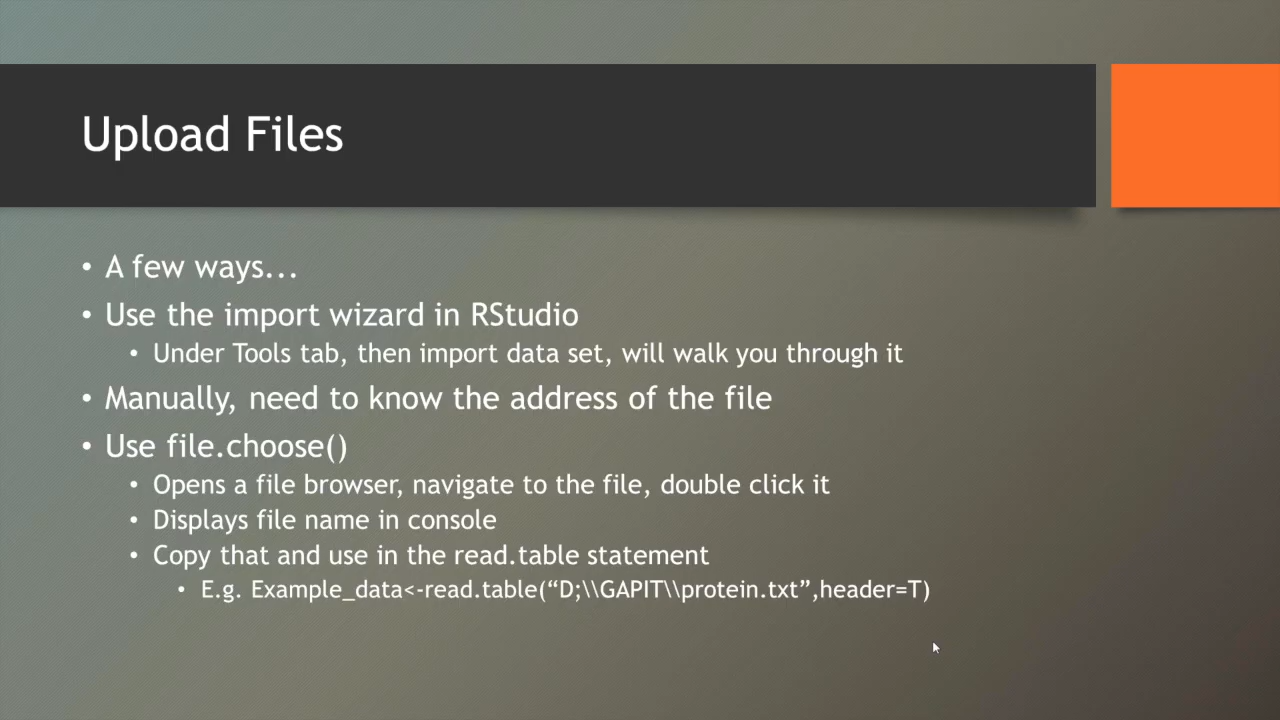 Upload Files
• A few ways...
• Use the import wizard in RStudio
• Under Tools tab, then import data set, will walk you through it
• Manually, need to know the address of the file
• Use file.choose()
• Opens a file browser, navigate to the file, double click it
• Displays file name in console
• Copy that and use in the read.table statement
• E.g. Example_data<-read.table(“D;\\GAPIT\\protein.txt”,header=T)